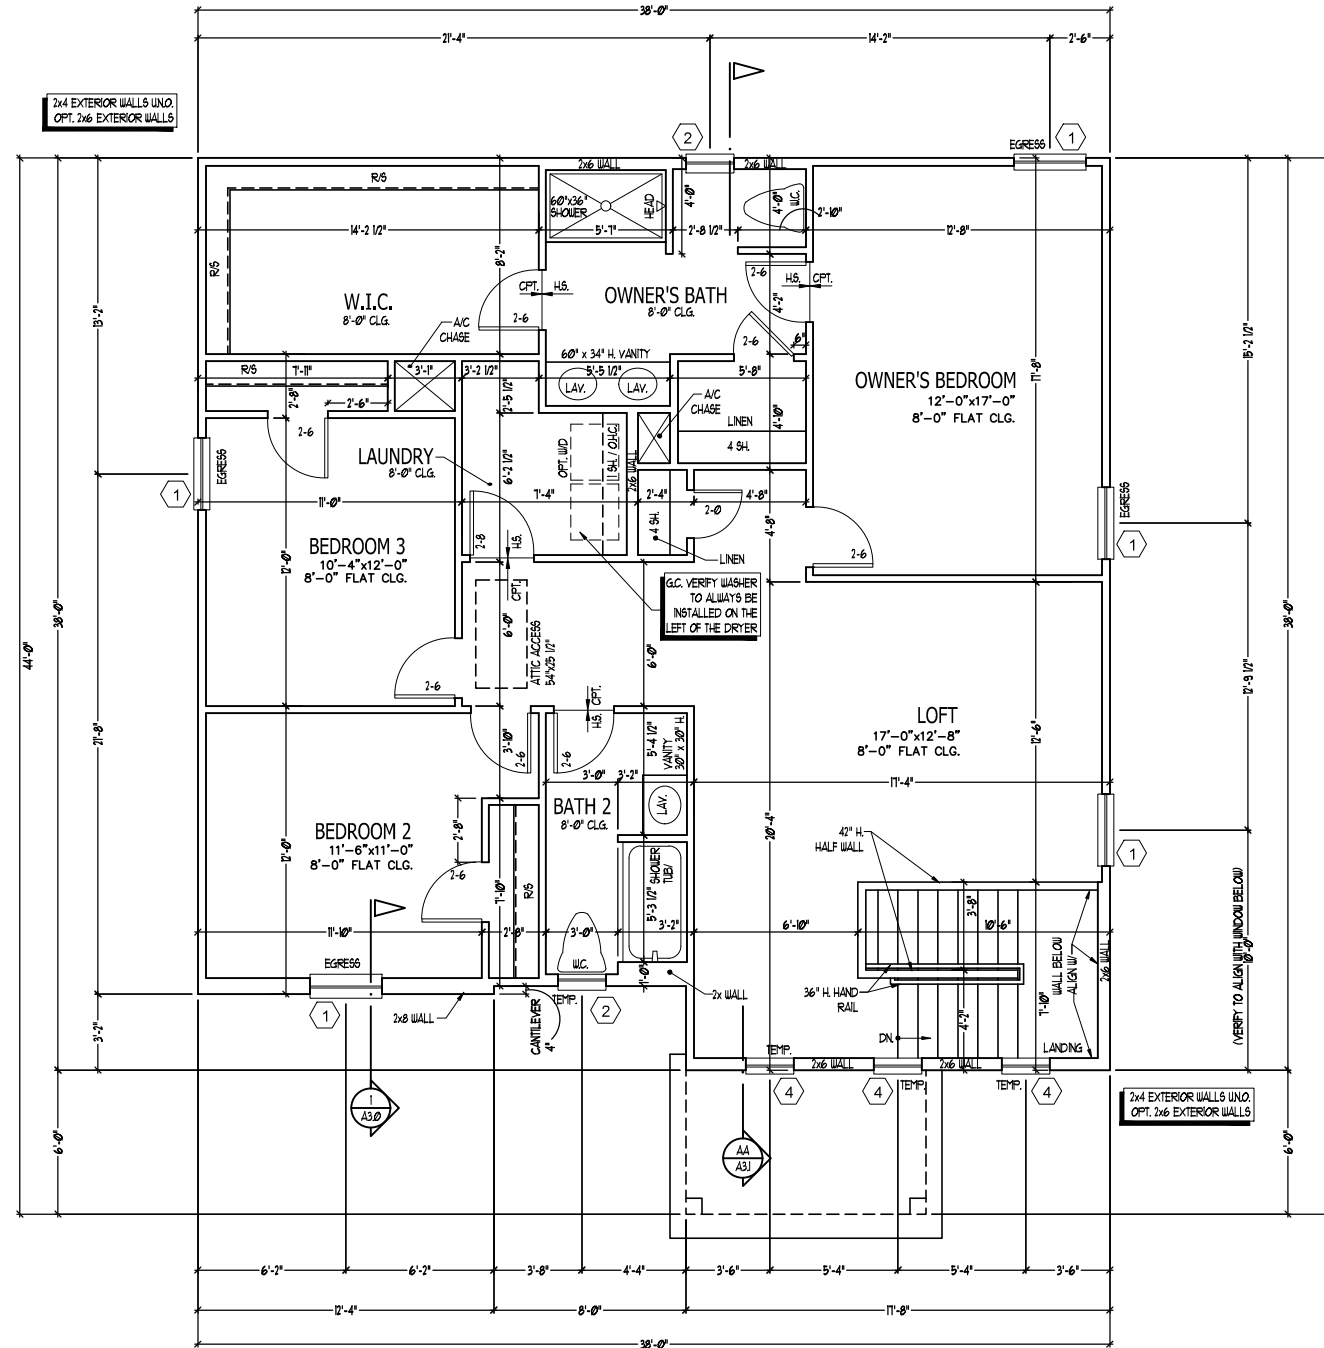 38'-0"
21'-4"
14'-2"
2'-6"
2x4 EXTERIOR WALLS U.N.O.
OPT. 2x6 EXTERIOR WALLS
2
EGRESS
1
2x6 WALL
2x6 WALL
R/S
60"x36"
SHOWER
HEAD
4'-0"
4'-0"
W.C.
2'-10"
14'-2 1/2"
5'-7"
2'-8 1/2"
12'-8"
8'-2"
R/S
2-6
CPT.
H.S.
H.S.
CPT.
W.I.C.
8'-0" CLG.
OWNER'S BATH
8'-0" CLG.
4'-2"
13'-2"
2-6
A/C
CHASE
2-6
6"
60" x 34" H. VANITY
15'-2 1/2"
R/S
7'-11"
3'-1"
3'-2 1/2"
5'-5 1/2"
5'-8"
11'-8"
LAV.
LAV.
OWNER'S BEDROOM
12'-0"x17'-0"
8'-0" FLAT CLG.
2'-8"
2'-6"
2'-5 1/2"
A/C
CHASE
LINEN
4'-10"
4 SH.
2-6
LAUNDRY
8'-0" CLG.
OPT. W/D
1 SH. / O.H.C.
2x6 WALL
6'-2 1/2"
EGRESS
1
EGRESS
11'-0"
7'-4"
2'-4"
4'-8"
2-0
4 SH.
4'-8"
2-8
H.S.
CPT.
LINEN
2-6
1
BEDROOM 3
10'-4"x12'-0"
8'-0" FLAT CLG.
12'-0"
G.C. VERIFY WASHER
TO ALWAYS BE
INSTALLED ON THE
LEFT OF THE DRYER
38'-0"
44'-0"
38'-0"
6'-0"
ATTIC ACCESS
54"x25 1/2"
6'-0"
12'-9 1/2"
2-6
CPT.
H.S.
LOFT
17'-0"x12'-8"
8'-0" FLAT CLG.
12'-6"
21'-8"
3'-10"
2-6
2-6
5'-4 1/2"
VANITY
30" x 30" H.
3'-0"
3'-2"
17'-4"
BATH 2
8'-0" CLG.
LAV.
BEDROOM 2
11'-6"x11'-0"
8'-0" FLAT CLG.
12'-0"
2'-8"
20'-4"
42" H.
HALF WALL
1
2-6
7'-10"
R/S
5'-3 1/2"
TUB/
SHOWER
3'-8"
10'-6"
11'-10"
2'-8"
3'-0"
3'-2"
6'-10"
W.C.
EGRESS
1'-0"
ALIGN W/
WALL BELOW
2x6 WALL
10'-0"
(VERIFY TO ALIGN WITH WINDOW BELOW)
1
2x8 WALL
CANTILEVER
4"
TEMP.
2
2x WALL
36" H. HAND
RAIL
7'-10"
4'-2"
DN.
LANDING
3'-2"
TEMP.
2x6 WALL
2x6 WALL
4
4
TEMP.
TEMP.
4
2x4 EXTERIOR WALLS U.N.O.
OPT. 2x6 EXTERIOR WALLS
1
A3.0
AA
A3.1
6'-0"
6'-0"
6'-2"
6'-2"
3'-8"
4'-4"
3'-6"
5'-4"
5'-4"
3'-6"
12'-4"
8'-0"
17'-8"
38'-0"